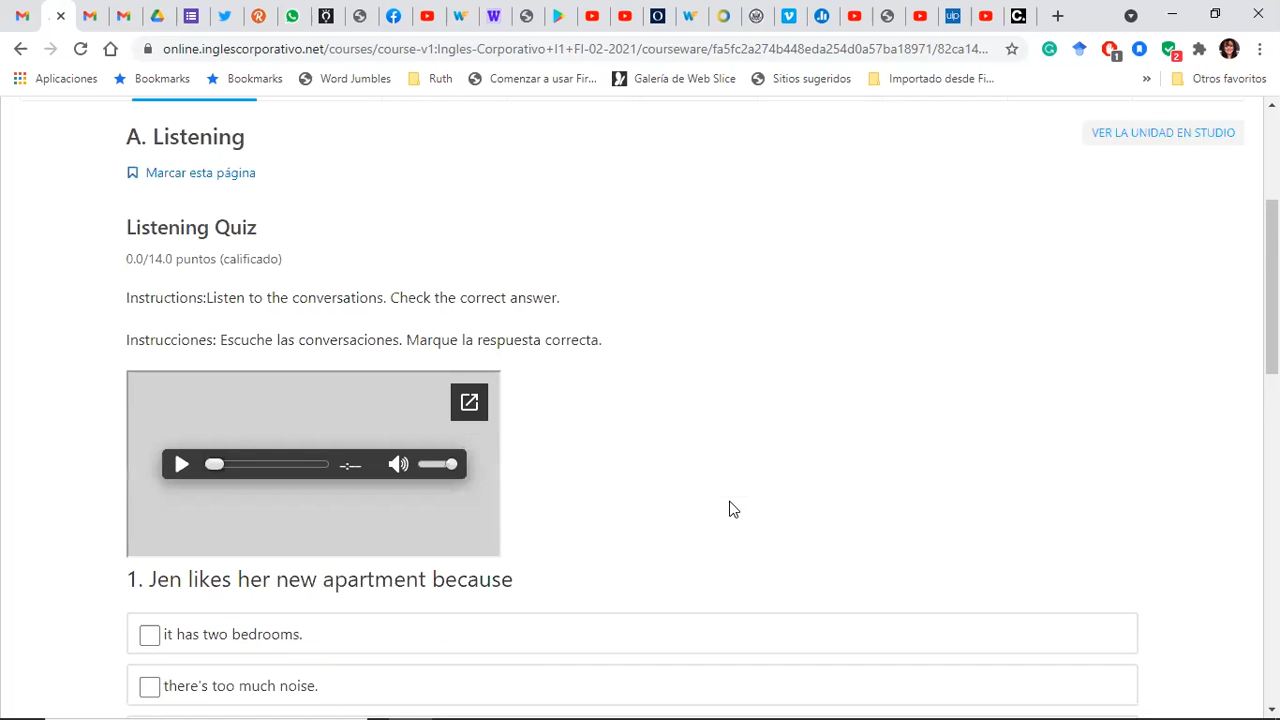 online.inglescorporativo.net/courses/course-v1:Ingles-Corporativo+I1+FI-02-2021/courseware/fa5fc2a274b448eda254d0a57ba18971/82ca14...
Aplicaciones Bookmarks Bookmarks Word Jumbles Ruth Comenzar a usar Fir... Galería de Web Slice Sitios sugeridos Importado desde Fi... » Otros favoritos
A. Listening
VER LA UNIDAD EN STUDIO
Marcar esta página
Listening Quiz
0.0/14.0 puntos (calificado)
Instructions:Listen to the conversations. Check the correct answer.
Instrucciones: Escuche las conversaciones. Marque la respuesta correcta.
-:--
1. Jen likes her new apartment because
it has two bedrooms.
there's too much noise.